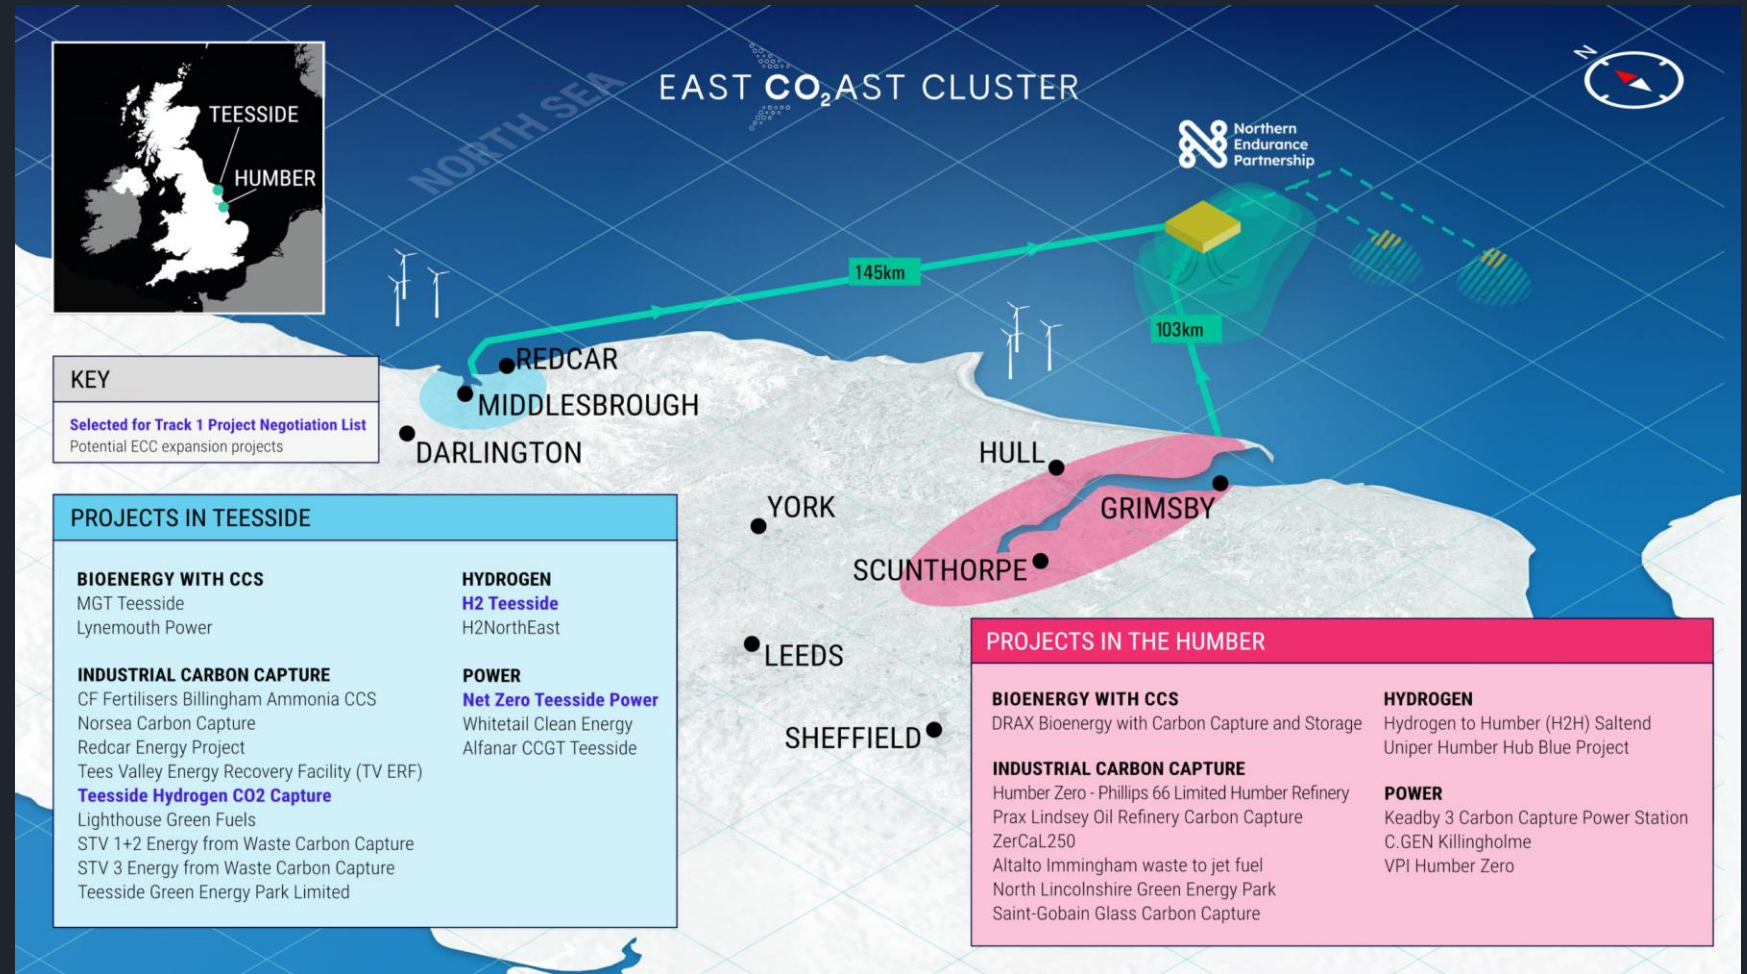 EAST CO2AST CLUSTER
NORTH SEA
N
TEESSIDE
HUMBER
Northern
Endurance
Partnership
145km
103km
REDCAR
MIDDLESBROUGH
DARLINGTON
HULL
GRIMSBY
YORK
SCUNTHORPE
LEEDS
SHEFFIELD
KEY
Selected for Track 1 Project Negotiation List
Potential ECC expansion projects
PROJECTS IN TEESSIDE
BIOENERGY WITH CCS
MGT Teesside
Lynemouth Power
INDUSTRIAL CARBON CAPTURE
CF Fertilisers Billingham Ammonia CCS
Norsea Carbon Capture
Redcar Energy Project
Tees Valley Energy Recovery Facility (TV ERF)
Teesside Hydrogen CO2 Capture
Lighthouse Green Fuels
STV 1+2 Energy from Waste Carbon Capture
STV 3 Energy from Waste Carbon Capture
Teesside Green Energy Park Limited
HYDROGEN
H2 Teesside
H2NorthEast
POWER
Net Zero Teesside Power
Whitetail Clean Energy
Alfanar CCGT Teesside
PROJECTS IN THE HUMBER
BIOENERGY WITH CCS
DRAX Bioenergy with Carbon Capture and Storage
INDUSTRIAL CARBON CAPTURE
Humber Zero - Phillips 66 Limited Humber Refinery
Prax Lindsey Oil Refinery Carbon Capture
ZerCaL250
Altalto Immingham waste to jet fuel
North Lincolnshire Green Energy Park
Saint-Gobain Glass Carbon Capture
HYDROGEN
Hydrogen to Humber (H2H) Saltend
Uniper Humber Hub Blue Project
POWER
Keadby 3 Carbon Capture Power Station
C.GEN Killingholme
VPI Humber Zero